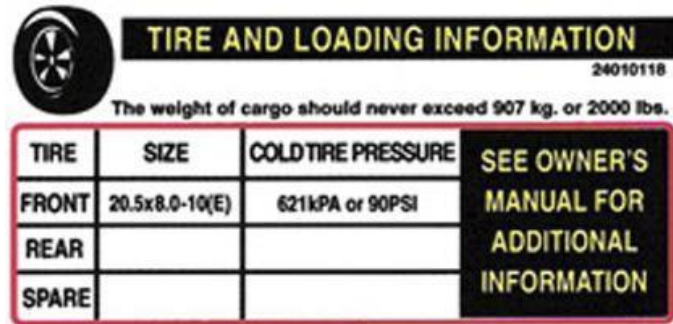 TIRE AND LOADING INFORMATION
24010118
The weight of cargo should never exceed 907 kg. or 2000 lbs.
TIRE SIZE COLD TIRE PRESSURE SEE OWNER'S
FRONT 20.5x8.0-10(E) 621kPA or 90PSI MANUAL FOR
REAR ADDITIONAL
SPARE INFORMATION